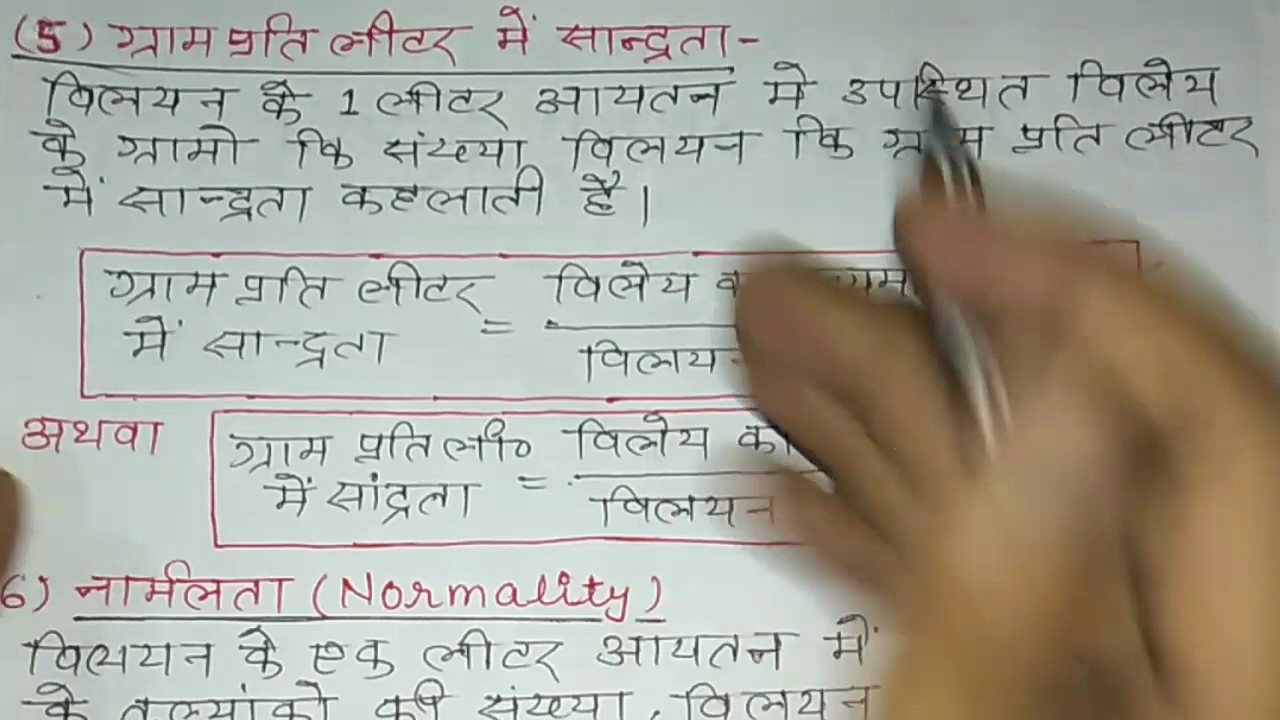 (5) ग्राम प्रति लीटर में सान्द्रता-
विलयन के 1 लीटर आयतन मे उपस्थित विलेय
के ग्रामो कि संख्या विलयन कि ग्राम प्रति लीटर
में सान्द्रता कहलाती है।
ग्राम प्रति लीटर = विलेय
में सान्द्रता
विलयन
अथवा
ग्राम प्रति ली० = विलेय का
में सांद्रता
विलयन
6) नार्मलता (Normality)
विलयन के एक लीटर आयतन में
के तुल्यांको की संख्या, विलयन